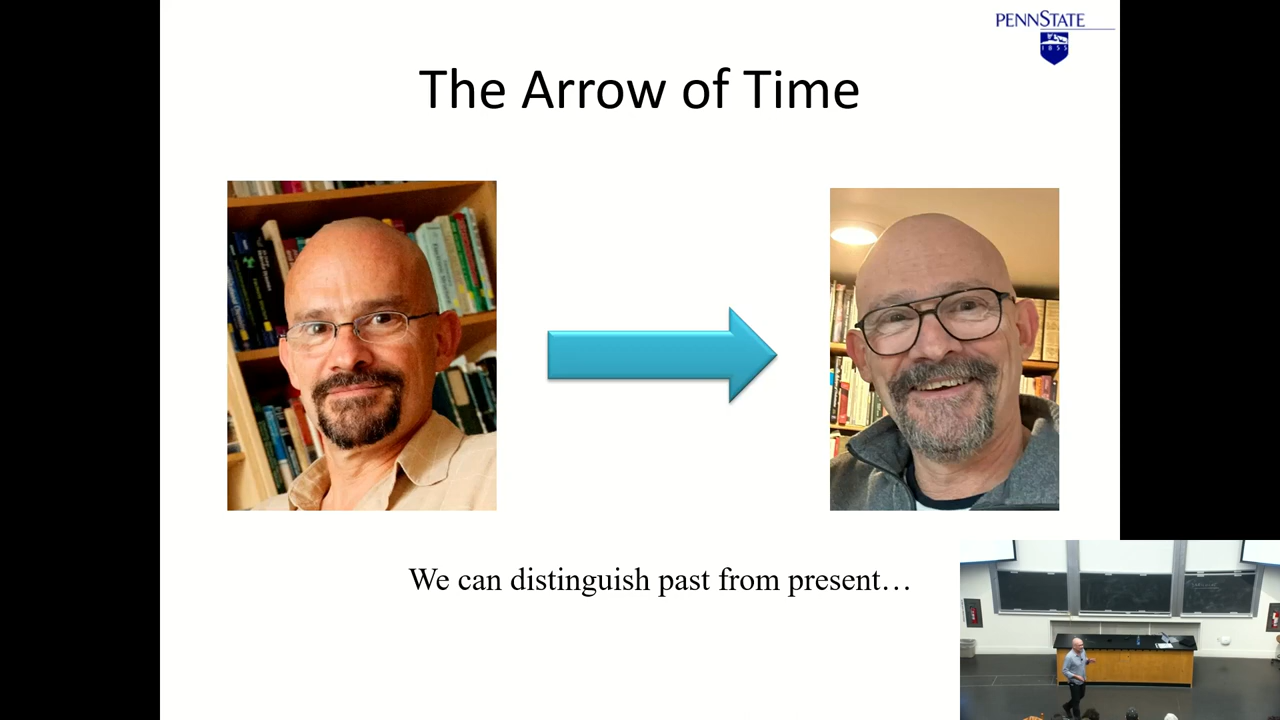 PENNSTATE
1855
The Arrow of Time
We can distinguish past from present…